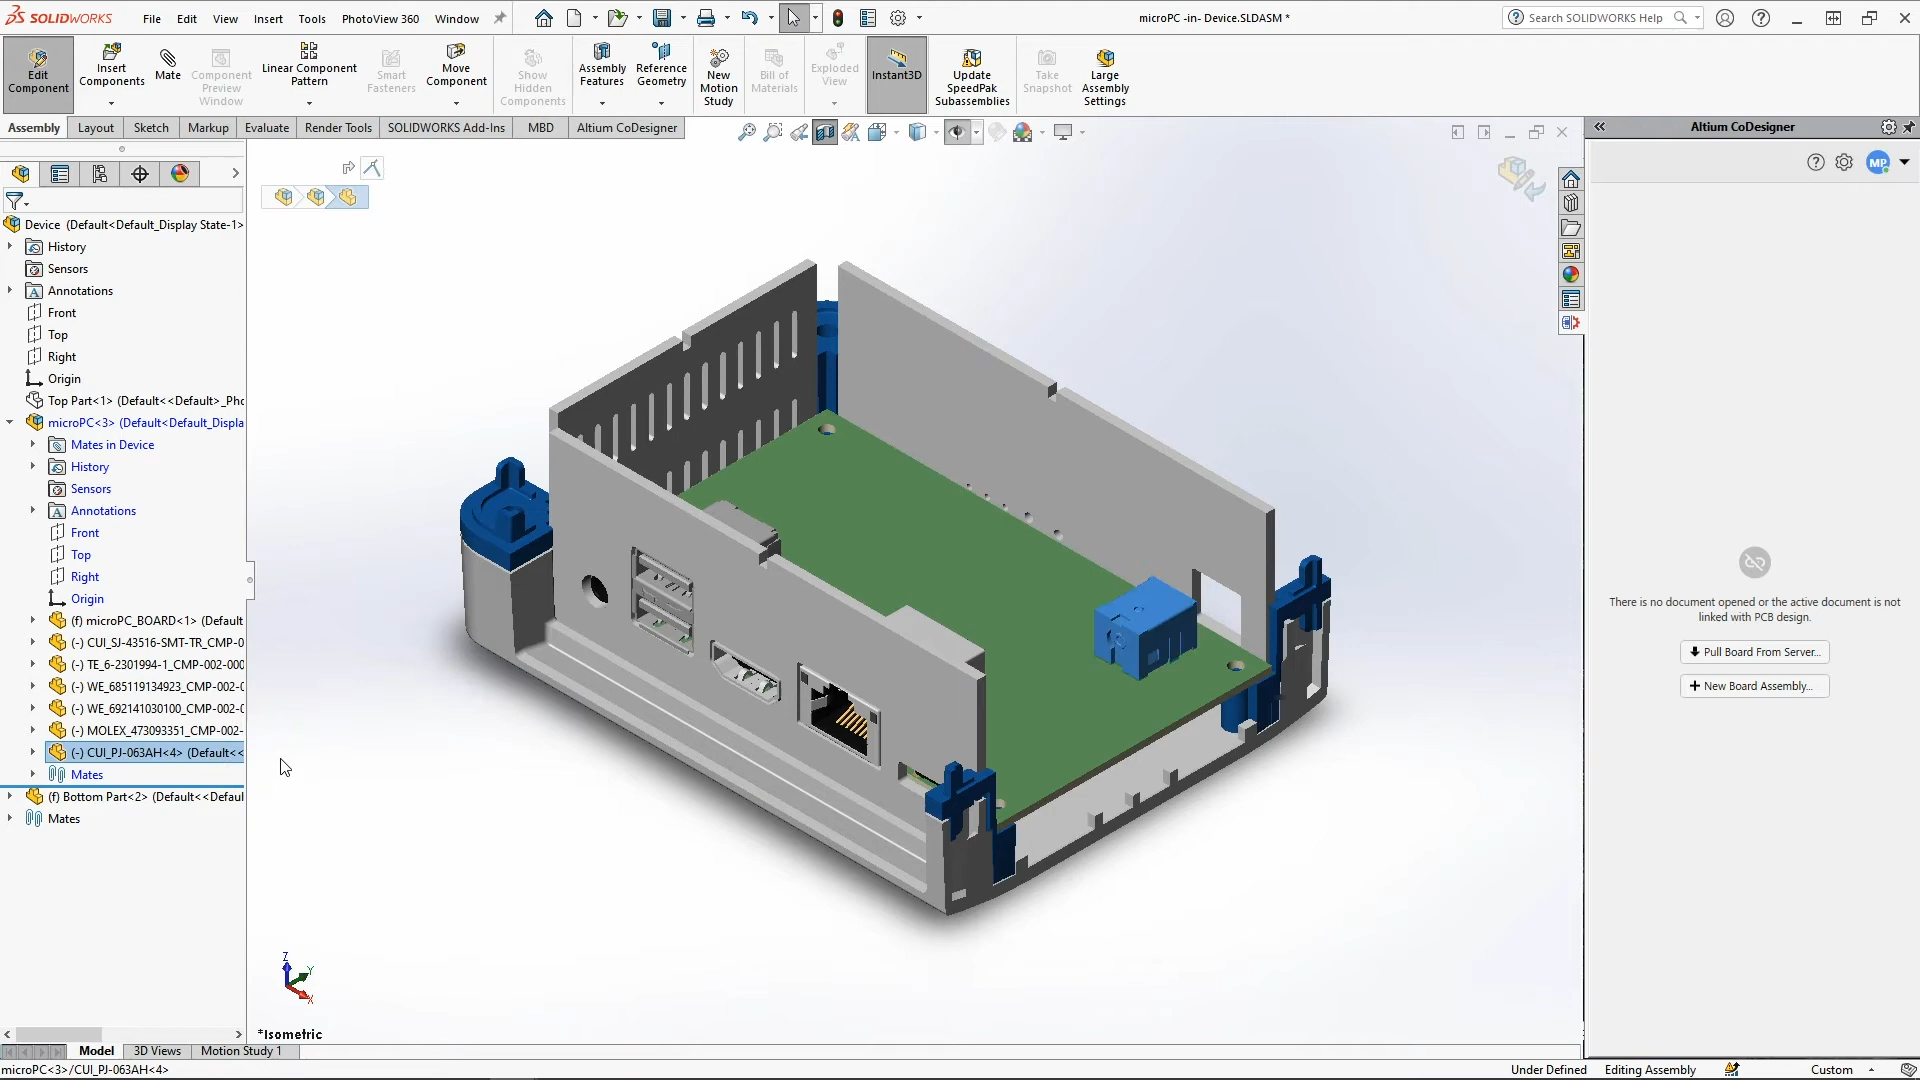 SOLIDWORKS
File
Edit
View
Insert
Tools
PhotoView 360
Window
microPC -in- Device.SLDASM *
Search SOLIDWORKS Help
Edit
Component
Insert
Components
Mate
Component
Preview
Window
Linear Component
Pattern
Smart
Fasteners
Move
Component
Show
Hidden
Components
Assembly
Features
Reference
Geometry
New
Motion
Study
Bill of
Materials
Exploded
View
Instant3D
Update
SpeedPak
Subassemblies
Take
Snapshot
Large
Assembly
Settings
Assembly
Layout
Sketch
Markup
Evaluate
Render Tools
SOLIDWORKS Add-Ins
MBD
Altium CoDesigner
Altium CoDesigner
MP
Device (Default<Default_Display State-1>
History
Sensors
Annotations
Front
Top
Right
Origin
Top Part<1> (Default<<Default>_Phc
microPC<3> (Default<Default_Displa
Mates in Device
History
Sensors
Annotations
Front
Top
Right
Origin
(f) microPC_BOARD<1> (Default
(-) CUI_SJ-43516-SMT-TR_CMP-0
(-) TE_6-2301994-1_CMP-002-000
(-) WE_685119134923_CMP-002-0
(-) WE_692141030100_CMP-002-0
(-) MOLEX_473093351_CMP-002-
(-) CUI_PJ-063AH<4> (Default<<
Mates
(f) Bottom Part<2> (Default<<Defaul
Mates
There is no document opened or the active document is not
linked with PCB design.
Pull Board From Server...
New Board Assembly...
Z
Y
X
*Isometric
Model
3D Views
Motion Study 1
microPC<3>/CUI_PJ-063AH<4>
Under Defined
Editing Assembly
Custom